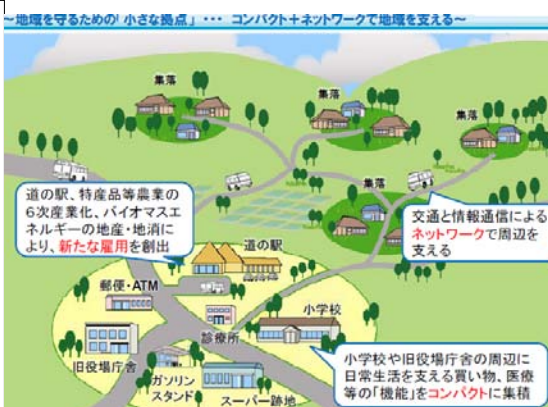 ～地域を守るための「小さな拠点」・・・ コンパクト＋ネットワークで地域を支える～
集落
集落
集落
集落
道の駅、特産品等農業の
6次産業化、バイオマスエ
ネルギーの地産・地消に
より、新たな雇用を創出
交通と情報通信による
ネットワークで周辺を
支える
道の駅
郵便・ATM
小学校
診療所
旧役場庁舎
ガソリン
スタンド
スーパー跡地
小学校や旧役場庁舎の周辺に
日常生活を支える買い物、医療
等の「機能」をコンパクトに集積